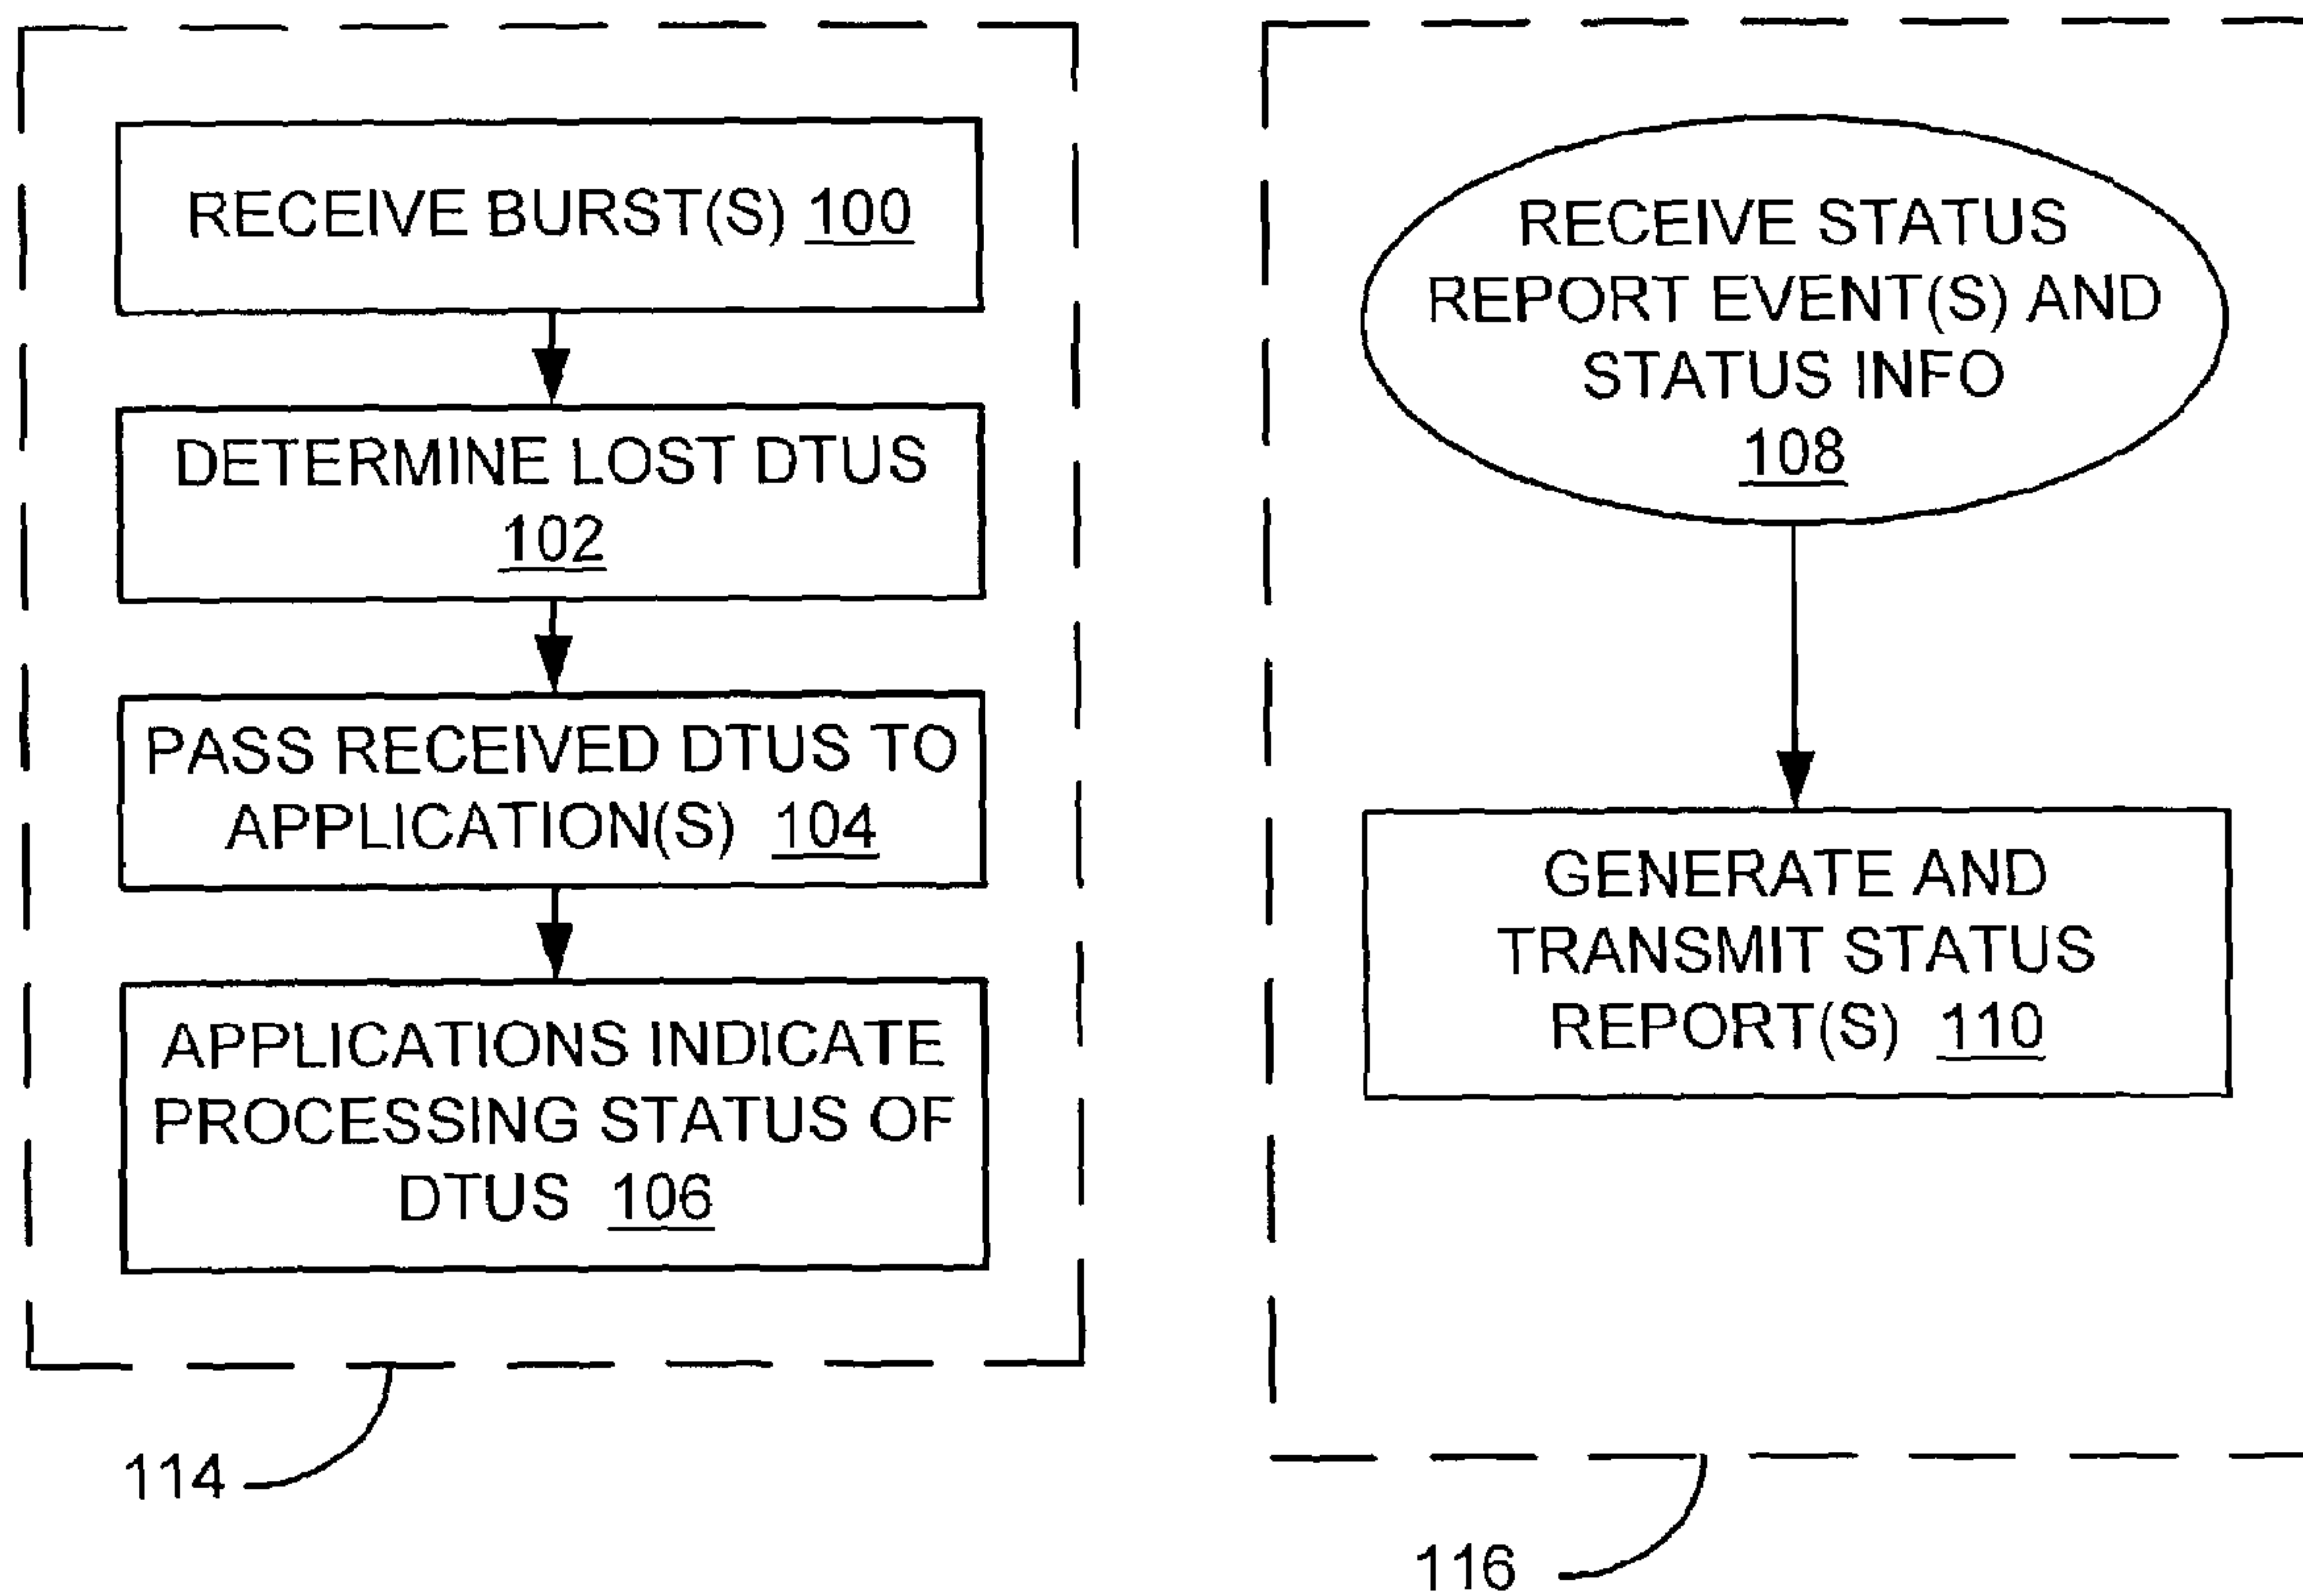 RECEIVE BURST(S) 100
DETERMINE LOST DTUS
102
PASS RECEIVED DTUS TO
APPLICATION(S) 104
APPLICATIONS INDICATE
PROCESSING STATUS OF
DTUS 106
114
RECEIVE STATUS
REPORT EVENT(S) AND
STATUS INFO
108
GENERATE AND
TRANSMIT STATUS
REPORT(S) 110
116